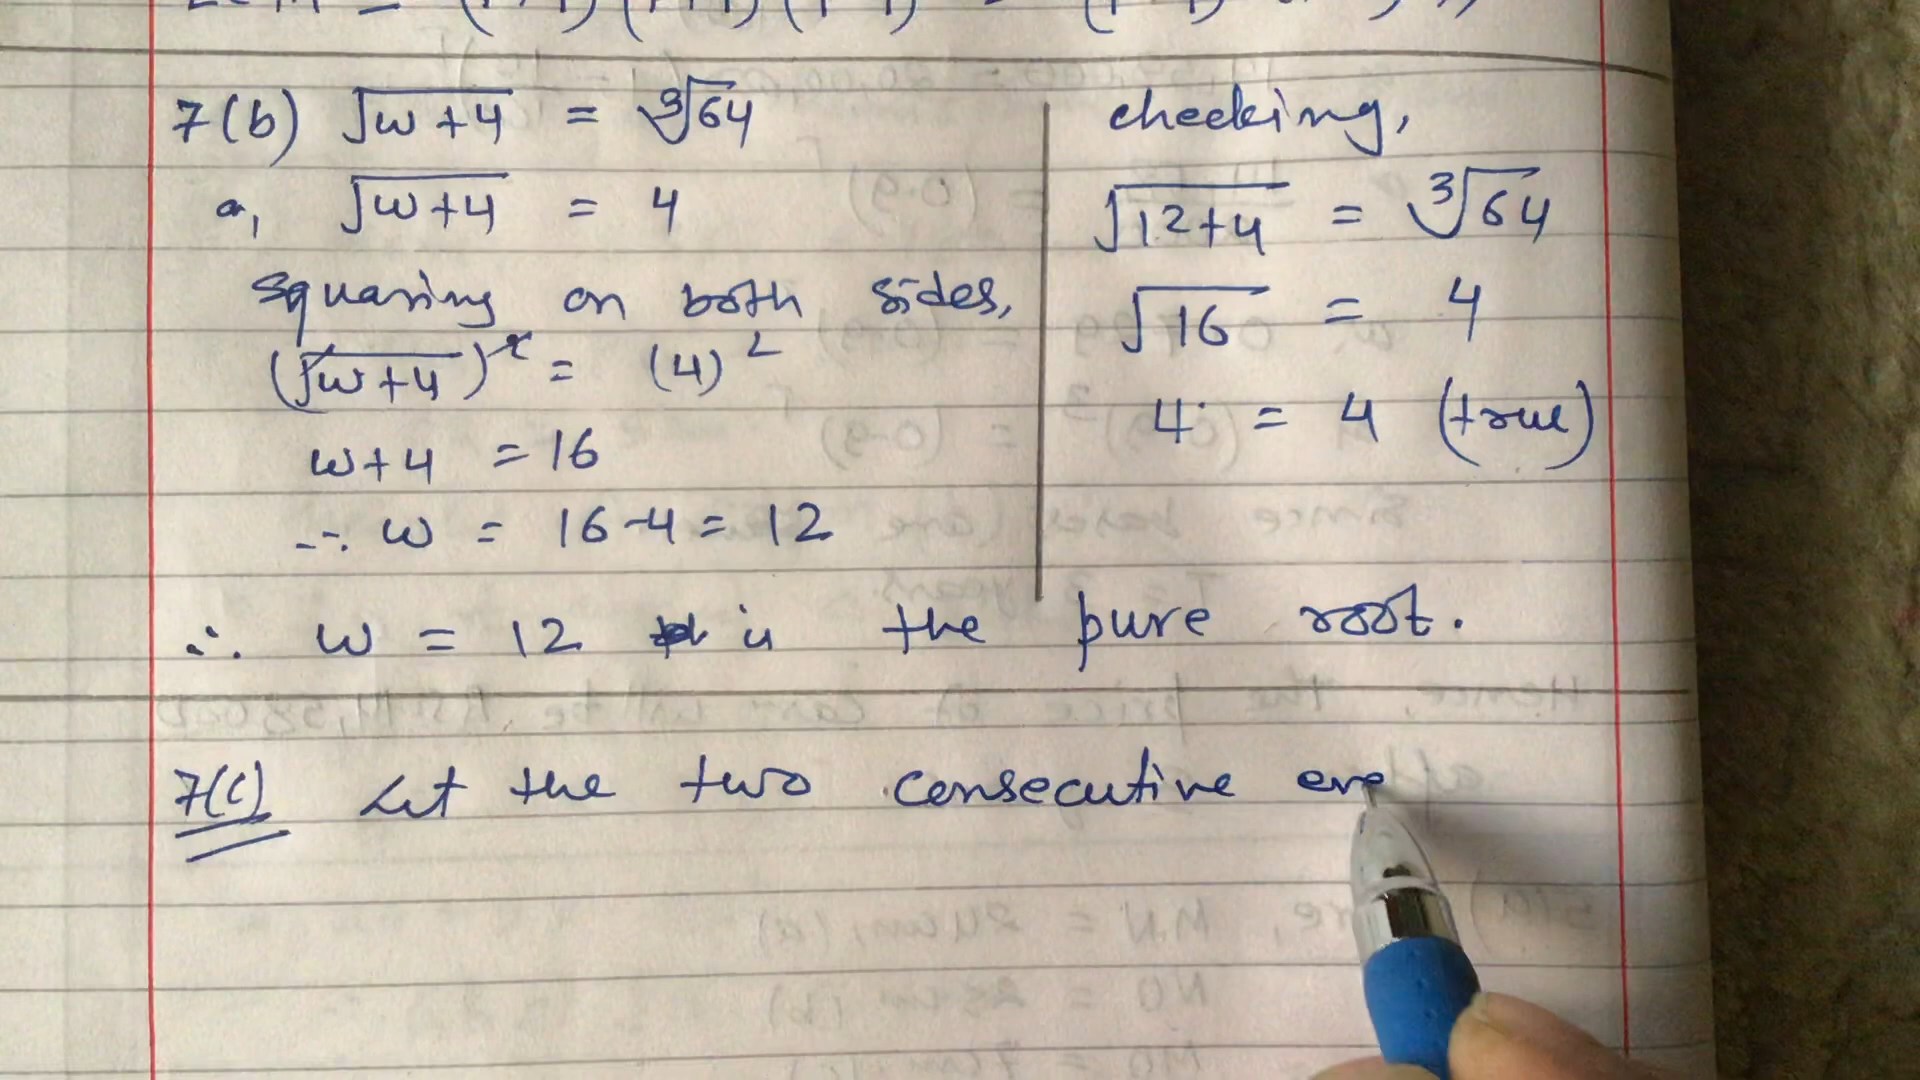 7(b) √w+4 = ∛64
or, √w+4 = 4
squaring on both sides,
(√w+4)² = (4)²
w+4 = 16
∴ w = 16-4 = 12
checking,
√12+4 = ∛64
√16 = 4
4 = 4 (true)
∴ w = 12 is the pure root.
7(c) Let the two consecutive eve